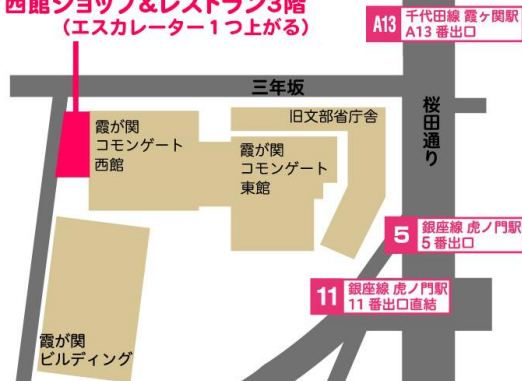 西館ショップ&レストラン3階
（エスカレーター1つ上がる）
A13
千代田線 霞ヶ関駅
A13 番出口
三年坂
桜田通り
旧文部省庁舎
霞が関
コモンゲート
西館
霞が関
コモンゲート
東館
5
銀座線 虎ノ門駅
5 番出口
11
銀座線 虎ノ門駅
11 番出口直結
霞が関
ビルディング